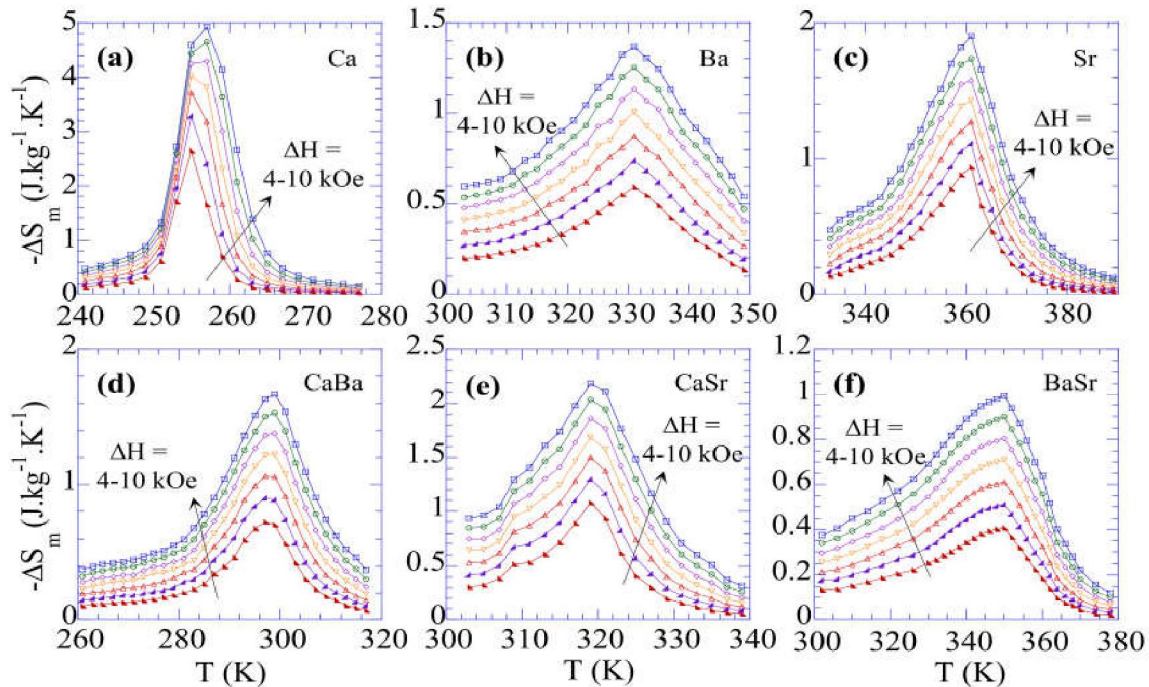 -ΔSm (J.kg-1.K-1)
5
4
3
2
1
0
(a)
Ca
ΔH =
4-10 kOe
240 250 260 270 280
1.5
1
0.5
0
(b)
Ba
ΔH =
4-10 kOe
300 310 320 330 340 350
2
1
0
(c)
Sr
ΔH =
4-10 kOe
340 360 380
-ΔSm (J.kg-1.K-1)
2
1
0
(d)
CaBa
ΔH =
4-10 kOe
260 280 300 320
T (K)
2.5
2
1.5
1
0.5
0
(e)
CaSr
ΔH =
4-10 kOe
300 310 320 330 340
T (K)
1.2
1
0.8
0.6
0.4
0.2
0
(f)
BaSr
ΔH =
4-10 kOe
300 320 340 360 380
T (K)